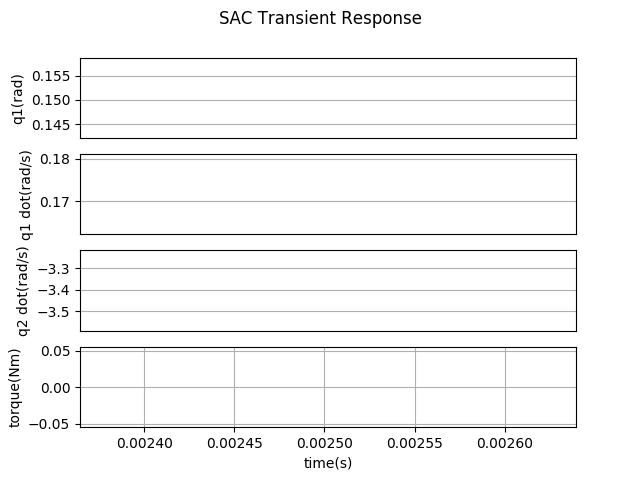 SAC Transient Response
q1(rad)
0.155
0.150
0.145
q1 dot(rad/s)
0.18
0.17
q2 dot(rad/s)
−3.3
−3.4
−3.5
torque(Nm)
0.05
0.00
−0.05
0.00240 0.00245 0.00250 0.00255 0.00260
time(s)